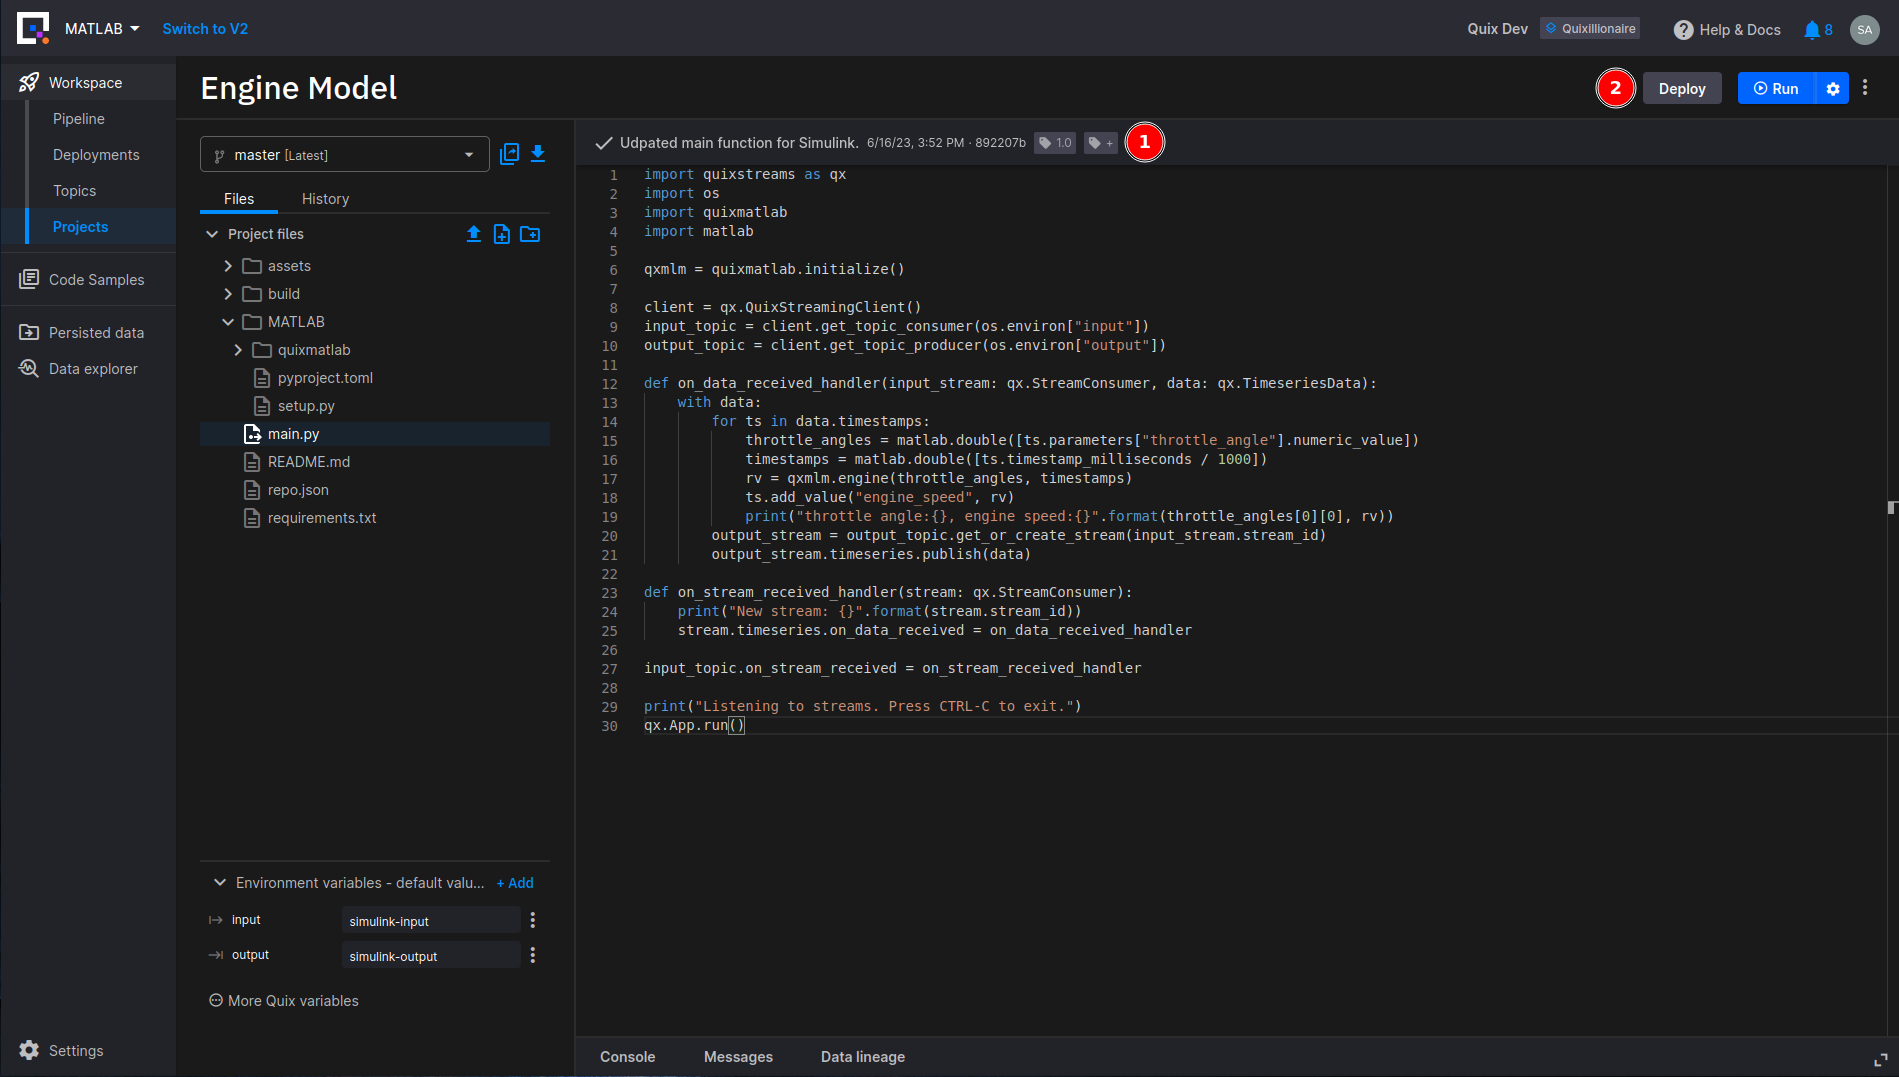 MATLAB
Switch to V2
Quix Dev
Quixillionaire
Help & Docs
8
SA
Workspace
Pipeline
Deployments
Topics
Projects
Code Samples
Persisted data
Data explorer
Settings
Engine Model
2
Deploy
Run
master [Latest]
Files
History
Project files
assets
build
MATLAB
quixmatlab
pyproject.toml
setup.py
main.py
README.md
repo.json
requirements.txt
Environment variables - default valu...
+ Add
input
simulink-input
output
simulink-output
More Quix variables
Udpated main function for Simulink. 6/16/23, 3:52 PM · 892207b 1.0 +
1
1 import quixstreams as qx
2 import os
3 import quixmatlab
4 import matlab
5
6 qxmlm = quixmatlab.initialize()
7
8 client = qx.QuixStreamingClient()
9 input_topic = client.get_topic_consumer(os.environ["input"])
10 output_topic = client.get_topic_producer(os.environ["output"])
11
12 def on_data_received_handler(input_stream: qx.StreamConsumer, data: qx.TimeseriesData):
13     with data:
14         for ts in data.timestamps:
15             throttle_angles = matlab.double([ts.parameters["throttle_angle"].numeric_value])
16             timestamps = matlab.double([ts.timestamp_milliseconds / 1000])
17             rv = qxmlm.engine(throttle_angles, timestamps)
18             ts.add_value("engine_speed", rv)
19             print("throttle angle:{}, engine speed:{}".format(throttle_angles[0][0], rv))
20         output_stream = output_topic.get_or_create_stream(input_stream.stream_id)
21         output_stream.timeseries.publish(data)
22
23 def on_stream_received_handler(stream: qx.StreamConsumer):
24     print("New stream: {}".format(stream.stream_id))
25     stream.timeseries.on_data_received = on_data_received_handler
26
27 input_topic.on_stream_received = on_stream_received_handler
28
29 print("Listening to streams. Press CTRL-C to exit.")
30 qx.App.run()
Console
Messages
Data lineage